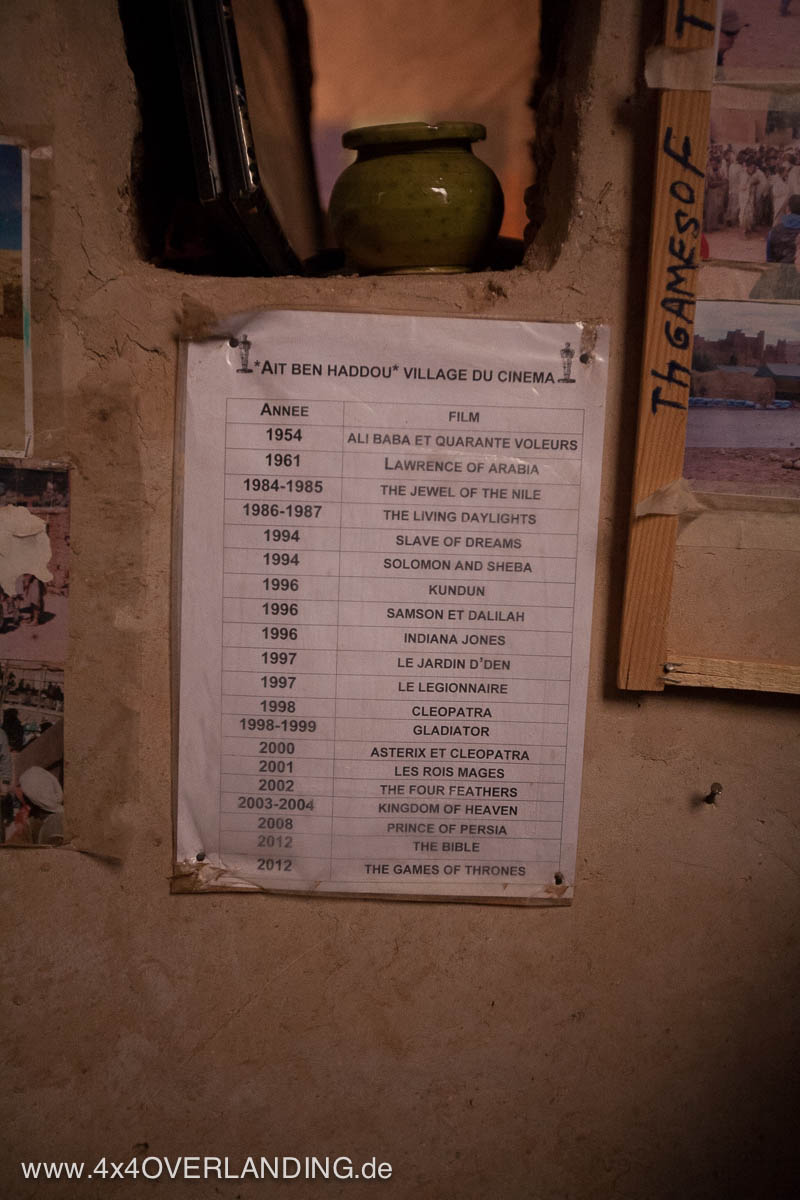 *AIT BEN HADDOU* VILLAGE DU CINEMA
ANNEE FILM
1954 ALI BABA ET QUARANTE VOLEURS
1961 LAWRENCE OF ARABIA
1984-1985 THE JEWEL OF THE NILE
1986-1987 THE LIVING DAYLIGHTS
1994 SLAVE OF DREAMS
1994 SOLOMON AND SHEBA
1996 KUNDUN
1996 SAMSON ET DALILAH
1996 INDIANA JONES
1997 LE JARDIN D'DEN
1997 LE LEGIONNAIRE
1998 CLEOPATRA
1998-1999 GLADIATOR
2000 ASTERIX ET CLEOPATRA
2001 LES ROIS MAGES
2002 THE FOUR FEATHERS
2003-2004 KINGDOM OF HEAVEN
2008 PRINCE OF PERSIA
2012 THE BIBLE
2012 THE GAMES OF THRONES
Th GAMES OF
www.4x4OVERLANDING.de